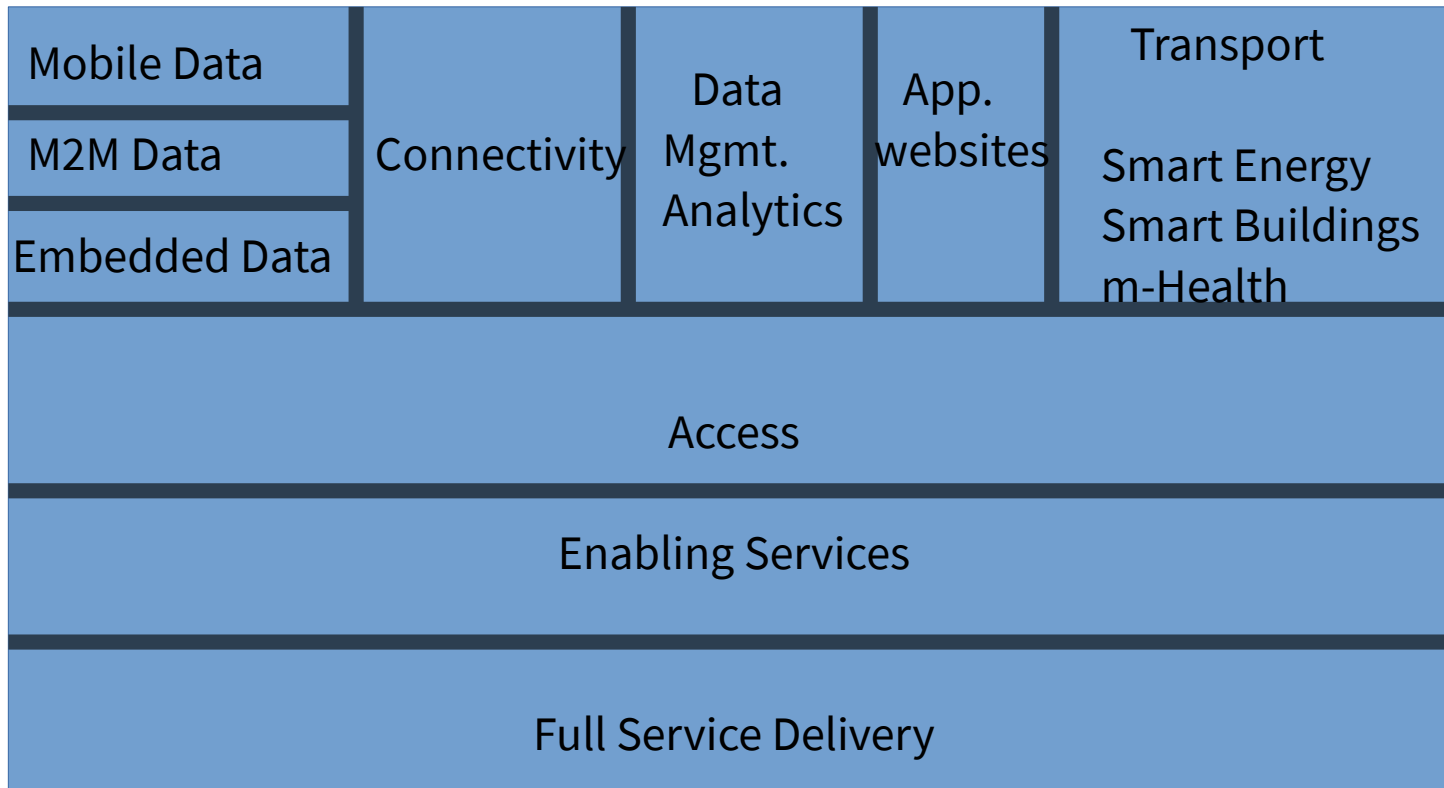 Mobile Data
M2M Data
Embedded Data
Connectivity
Data
Mgmt.
Analytics
App.
websites
Transport
Smart Energy
Smart Buildings
m-Health
Access
Enabling Services
Full Service Delivery